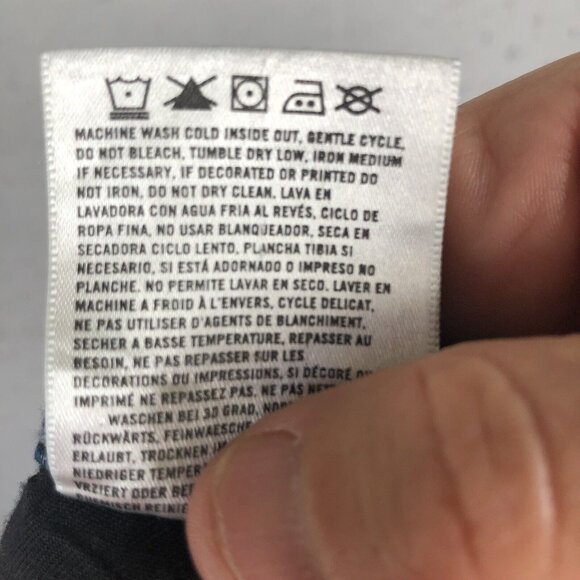 MACHINE WASH COLD INSIDE OUT, GENTLE CYCLE,
DO NOT BLEACH, TUMBLE DRY LOW, IRON MEDIUM
IF NECESSARY, IF DECORATED OR PRINTED DO
NOT IRON, DO NOT DRY CLEAN. LAVA EN
LAVADORA CON AGUA FRIA AL REVÉS, CICLO DE
ROPA FINA, NO USAR BLANQUEADOR, SECA EN
SECADORA CICLO LENTO, PLANCHA TIBIA SI
NECESARIO, SI ESTÁ ADORNADO O IMPRESO NO
PLANCHE. NO PERMITE LAVAR EN SECO. LAVER EN
MACHINE A FROID À L'ENVERS, CYCLE DELICAT,
NE PAS UTILISER D'AGENTS DE BLANCHIMENT,
SECHER A BASSE TEMPERATURE, REPASSER AU
BESOIN, NE PAS REPASSER SUR LES
DECORATIONS OU IMPRESSIONS, SI DÉCORÉ OU
IMPRIMÉ NE REPASSEZ PAS, NE PAS
WASCHEN BEI 30 GRAD,
RÜCKWÄRTS, FEINWAESCHE
ERLAUBT, TROCKNEN
NIEDRIGER
ODER